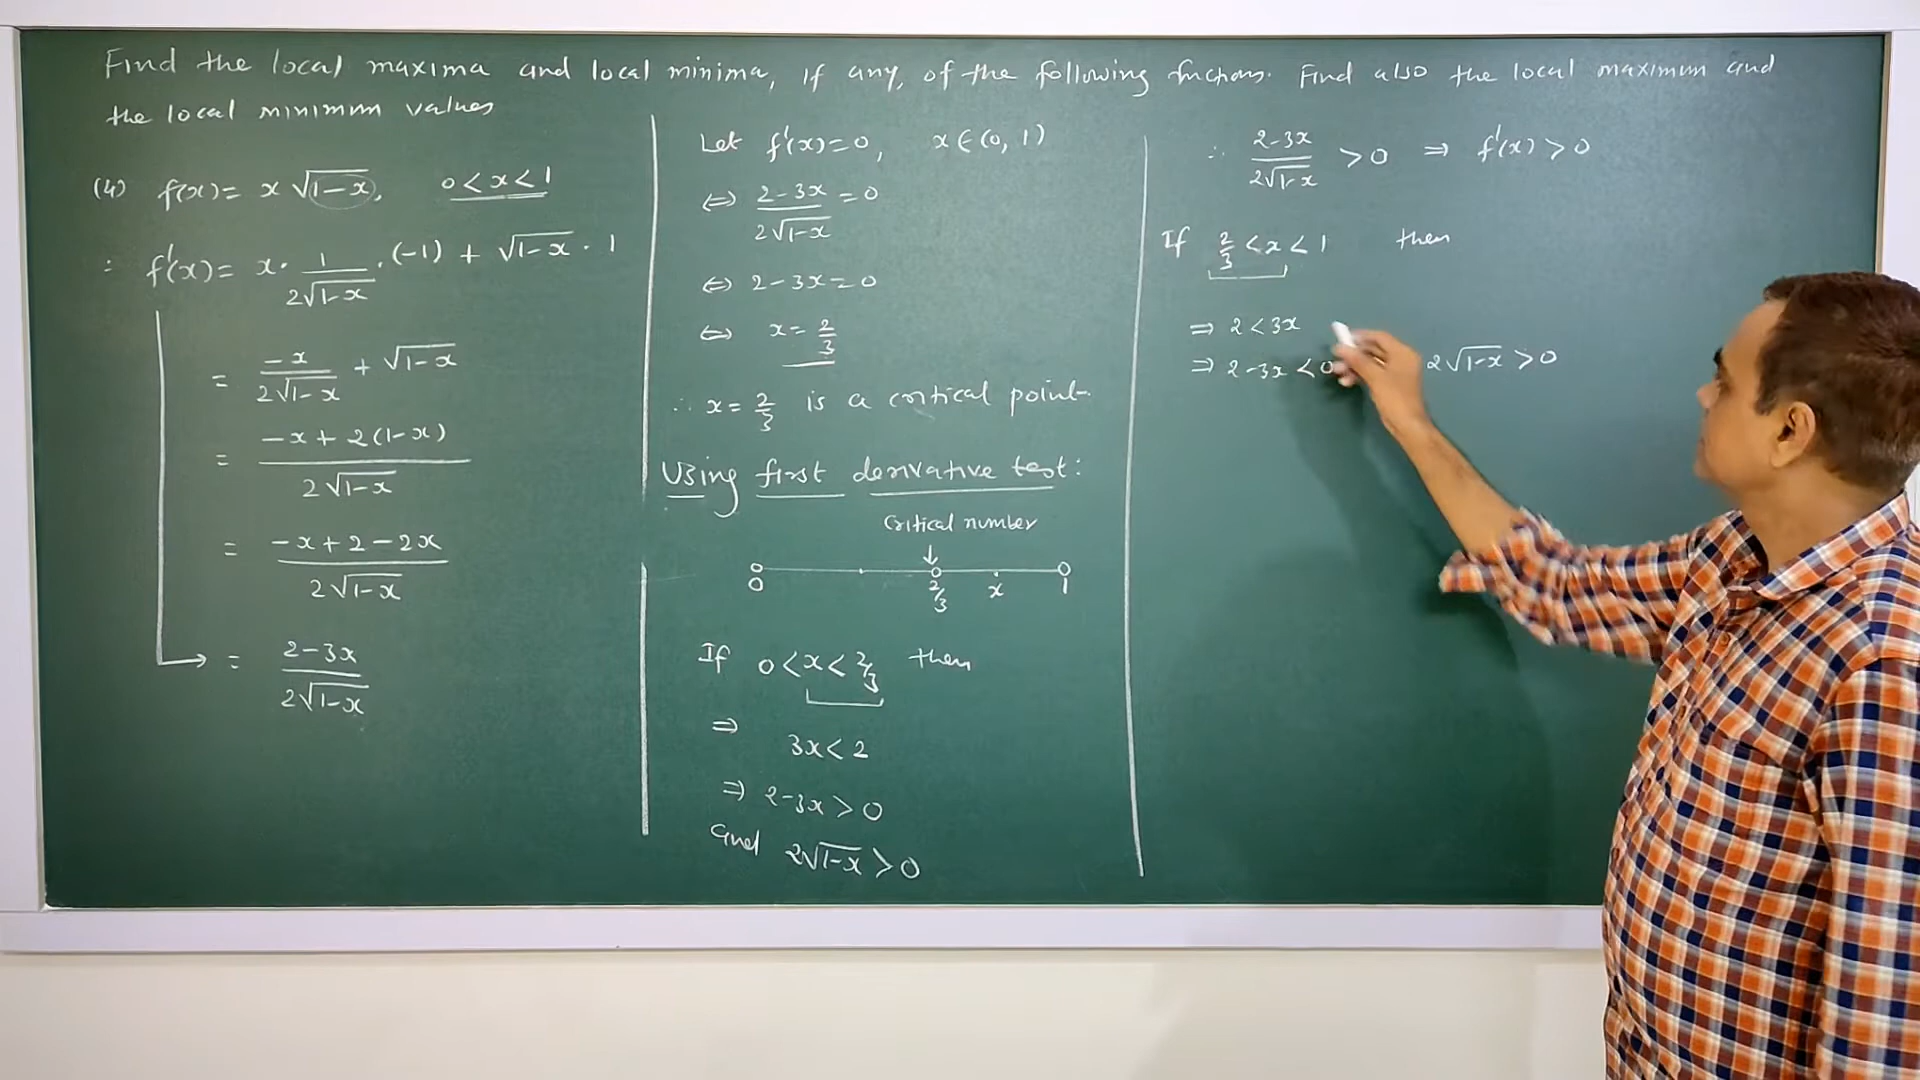 Find the local maxima and local minima, if any, of the following functions. Find also the local maximum and
the local minimum values
(4) f(x) = x √(1-x), 0 < x < 1
∴ f'(x) = x · 1/(2√(1-x)) · (-1) + √(1-x) · 1
= -x/(2√(1-x)) + √(1-x)
= (-x + 2(1-x))/(2√(1-x))
= (-x + 2 - 2x)/(2√(1-x))
→ = (2-3x)/(2√(1-x))
Let f'(x) = 0, x ∈ (0, 1)
⇔ (2-3x)/(2√(1-x)) = 0
⇔ 2-3x = 0
⇔ x = 2/3
∴ x = 2/3 is a critical point.
Using first derivative test:
Critical number
0 2/3 x 1
If 0 < x < 2/3 then
⇒ 3x < 2
⇒ 2-3x > 0
and 2√(1-x) > 0
∴ (2-3x)/(2√(1-x)) > 0 ⇒ f'(x) > 0
If 2/3 < x < 1 then
⇒ 2 < 3x
⇒ 2-3x < 0 2√(1-x) > 0